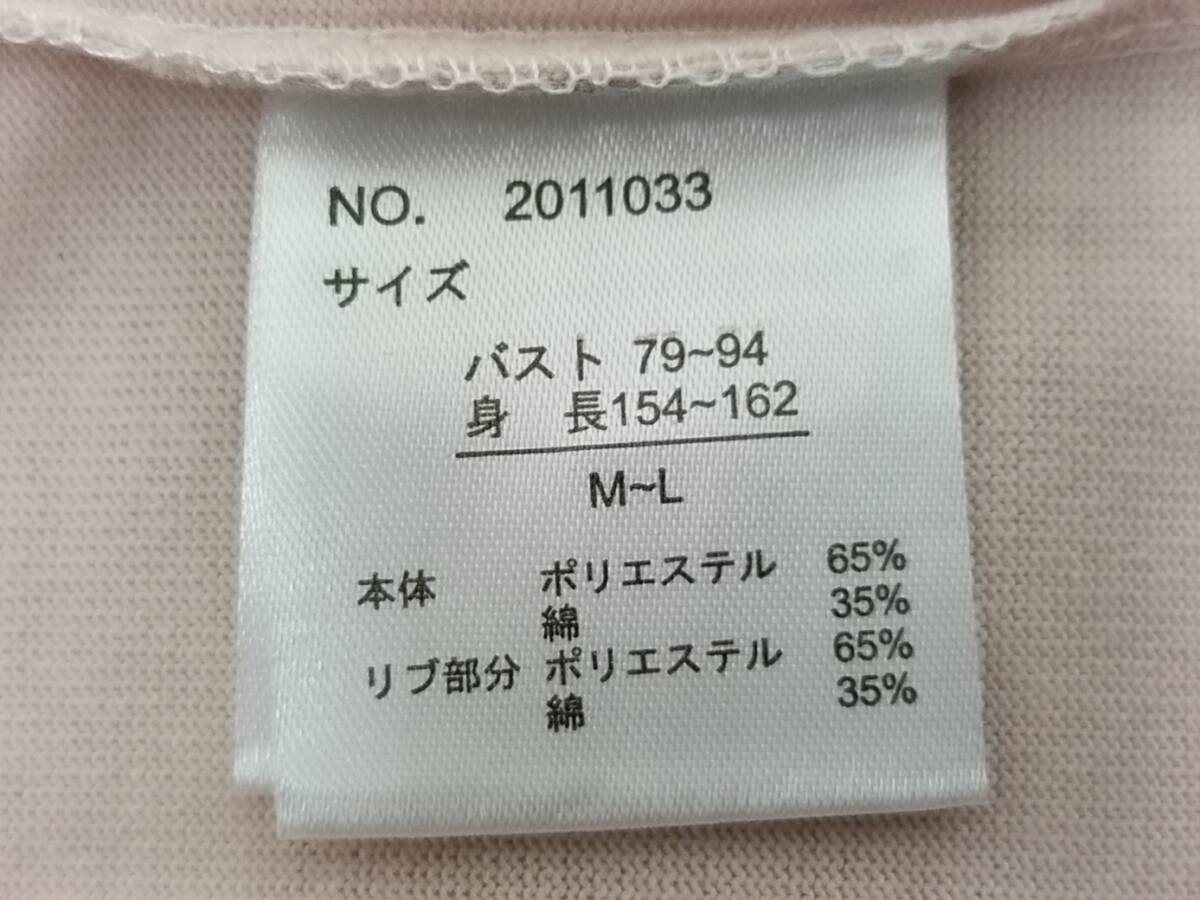 NO. 2011033
サイズ
バスト 79~94
身 長154~162
M~L
本体 ポリエステル 65%
綿 35%
リブ部分 ポリエステル 65%
綿 35%